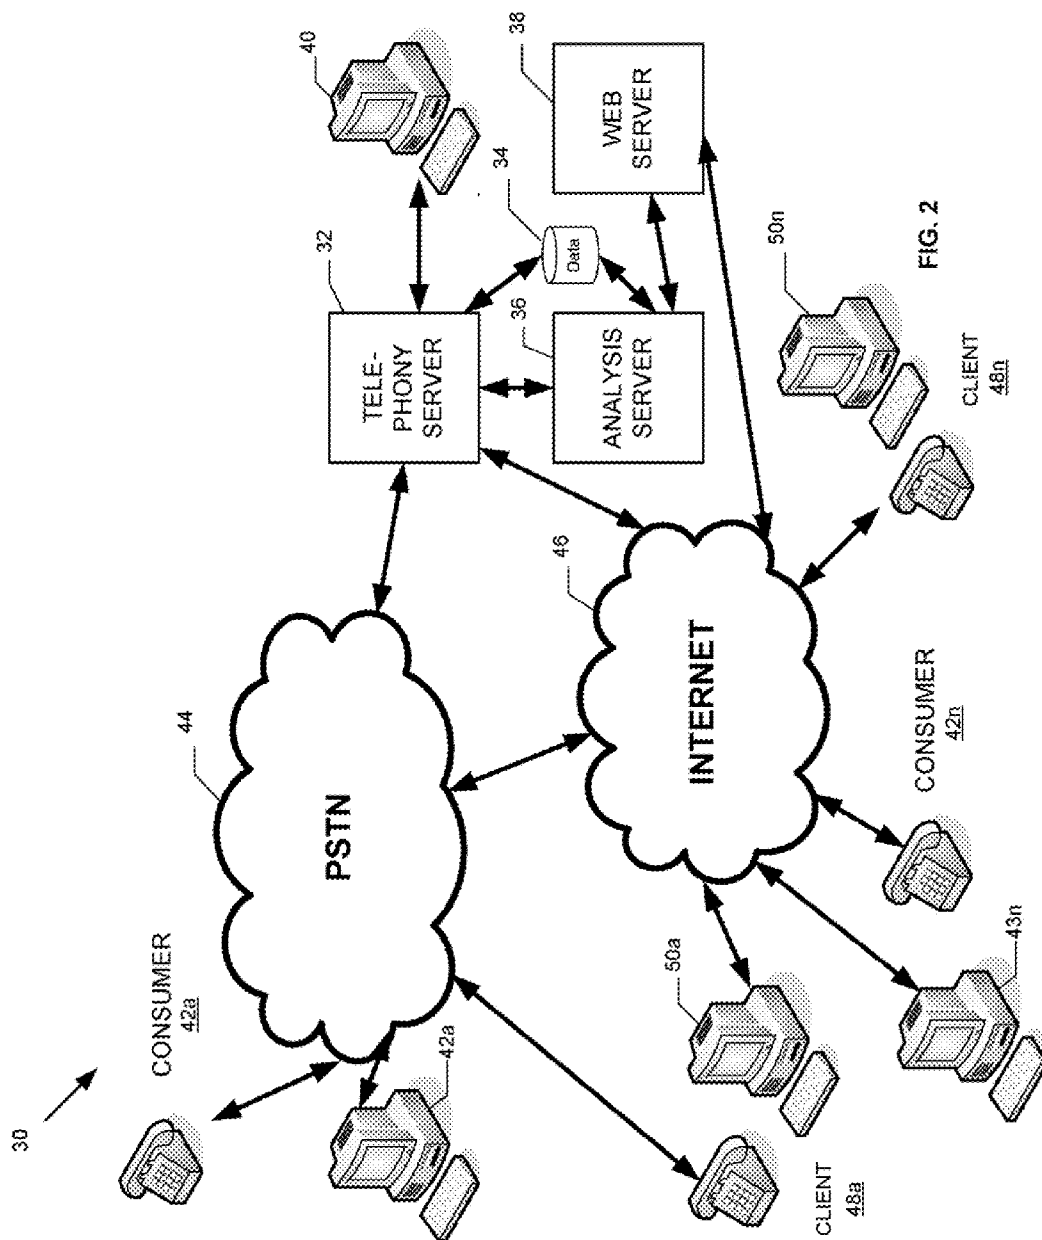 30
CONSUMER
42a
42a
CLIENT
48a
50a
43n
CONSUMER
42n
44
PSTN
46
INTERNET
32
TELE-
PHONY
SERVER
36
ANALYSIS
SERVER
34
Data
40
38
WEB
SERVER
50n
CLIENT
48n
FIG. 2